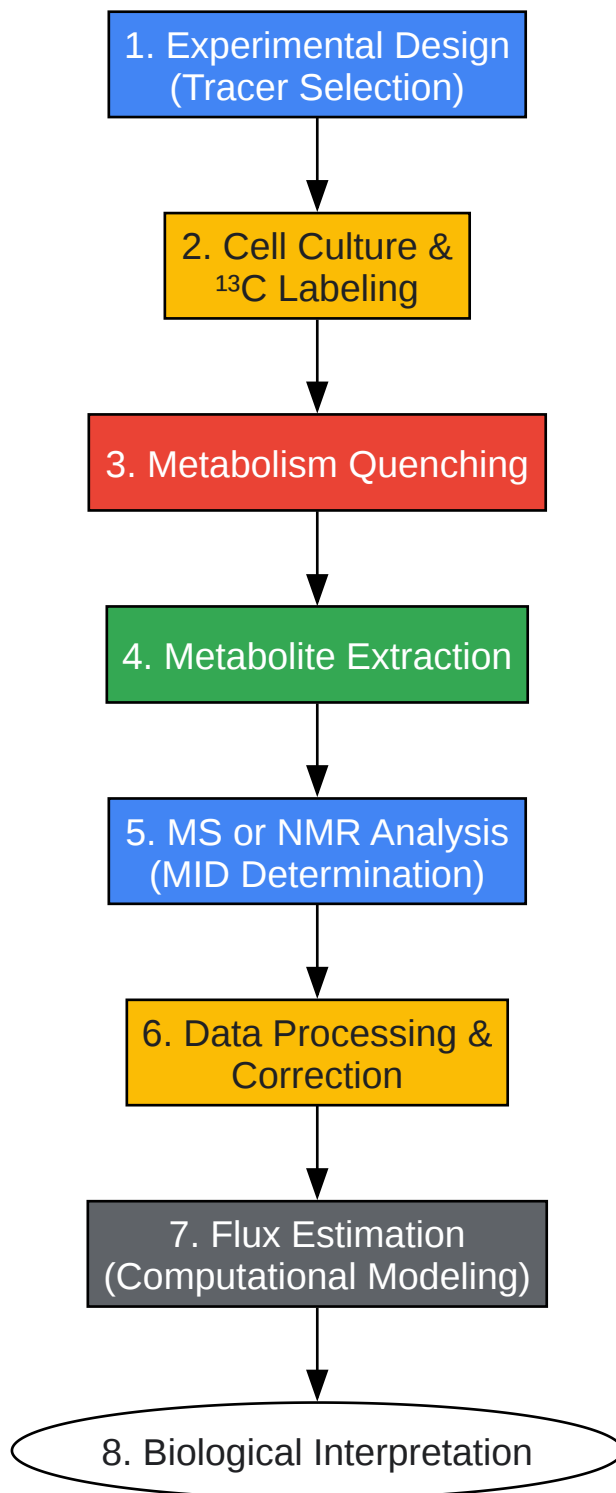 1. Experimental Design
(Tracer Selection)
2. Cell Culture &
¹³C Labeling
3. Metabolism Quenching
4. Metabolite Extraction
5. MS or NMR Analysis
(MID Determination)
6. Data Processing &
Correction
7. Flux Estimation
(Computational Modeling)
8. Biological Interpretation